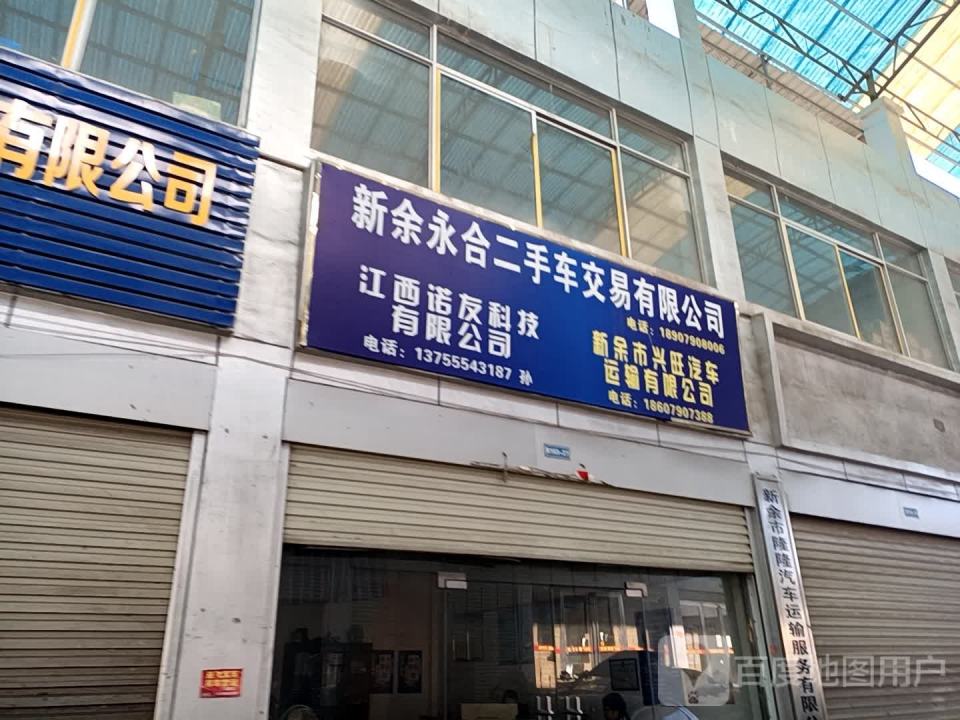 有限公司
新余永合二手车交易有限公司
电话：18907908006
江西诺友科技
有限公司
电话：13755543187 孙
新余市兴旺汽车
运输有限公司
电话：18607907388
新余市隆隆汽车运输服务有限
百度地图用户